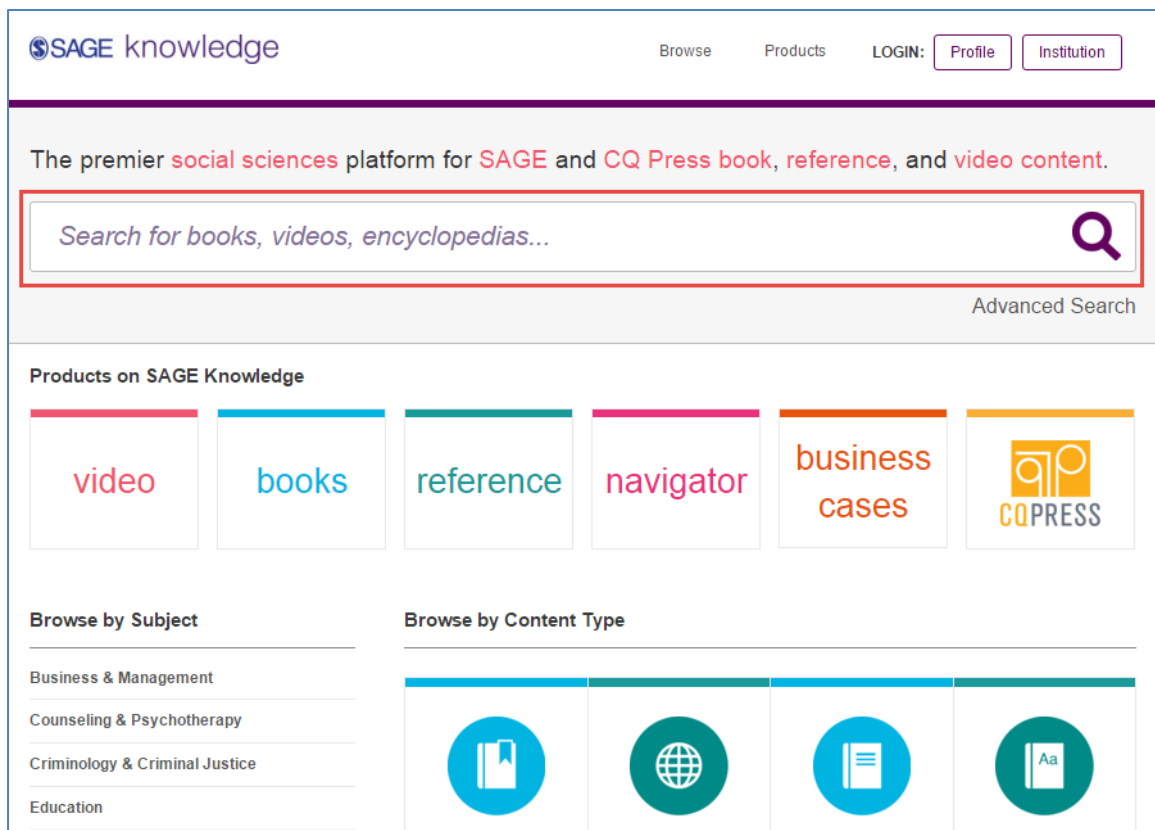 SAGE knowledge
Browse Products LOGIN: Profile Institution
The premier social sciences platform for SAGE and CQ Press book, reference, and video content.
Search for books, videos, encyclopedias...
Advanced Search
Products on SAGE Knowledge
video books reference navigator business cases CQPRESS
Browse by Subject
Business & Management
Counseling & Psychotherapy
Criminology & Criminal Justice
Education
Browse by Content Type
Aa